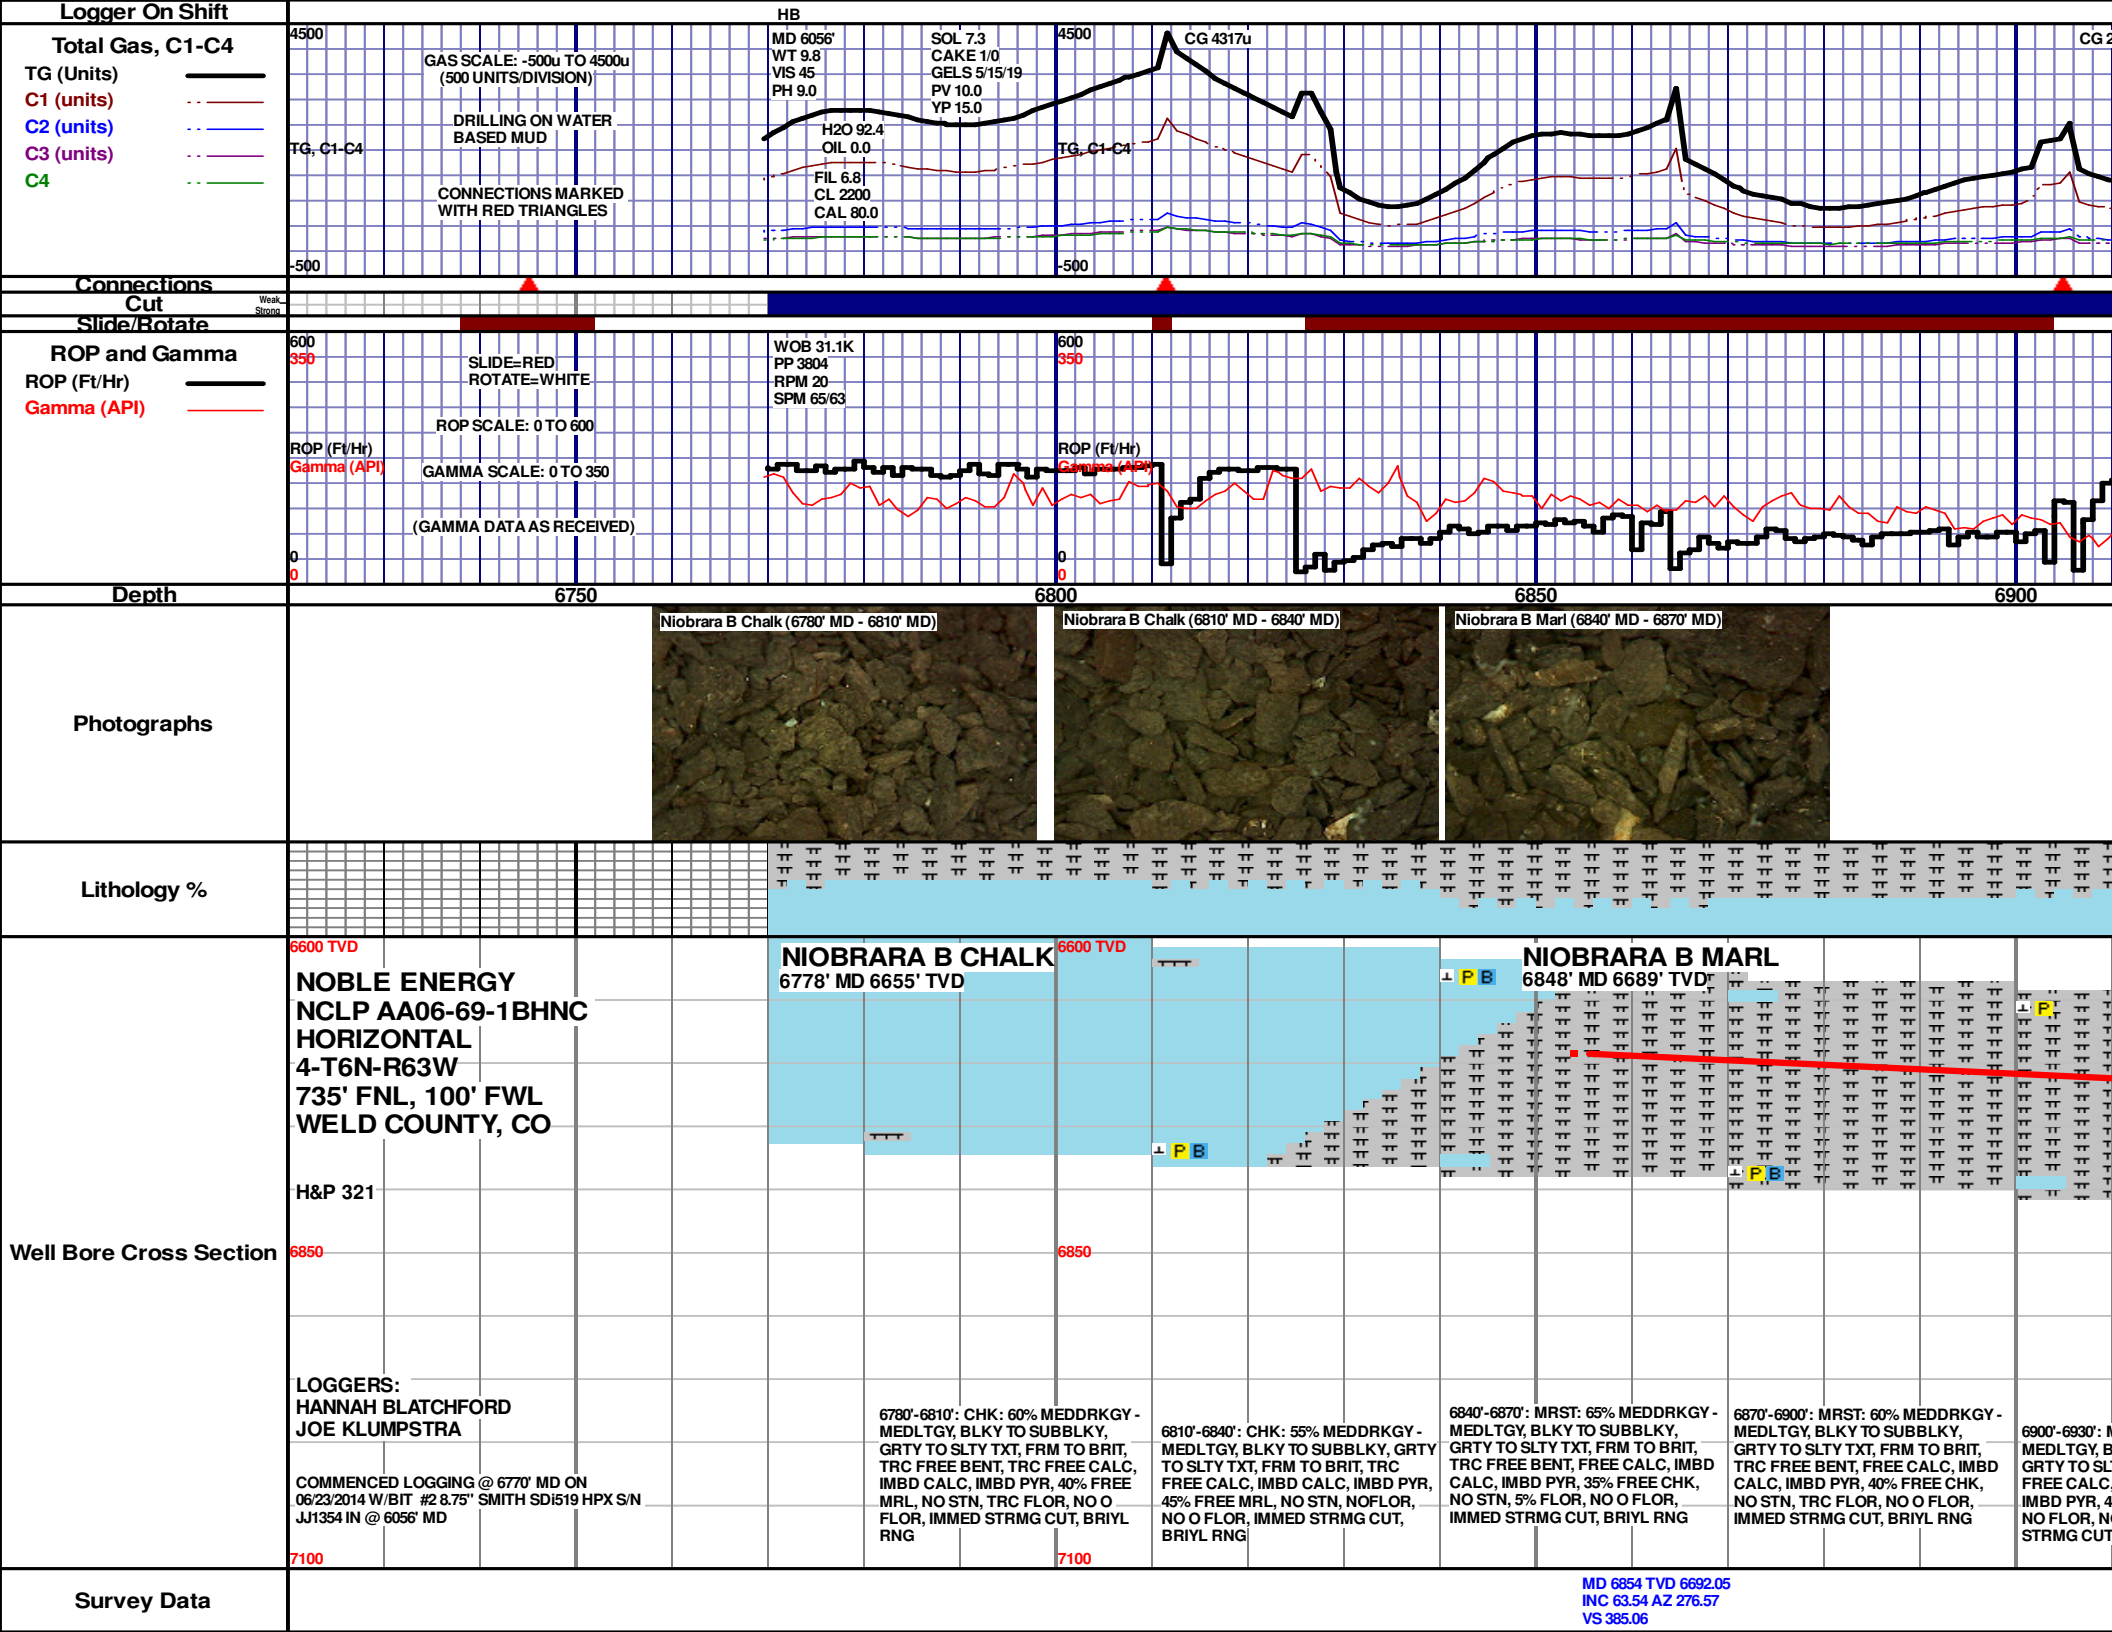 Logger On Shift
HB
Total Gas, C1-C4
TG (Units)
C1 (units)
C2 (units)
C3 (units)
C4
4500
TG, C1-C4
-500
GAS SCALE: -500u TO 4500u
(500 UNITS/DIVISION)
DRILLING ON WATER
BASED MUD
CONNECTIONS MARKED
WITH RED TRIANGLES
MD 6056'
WT 9.8
VIS 45
PH 9.0
SOL 7.3
CAKE 1/0
GELS 5/15/19
PV 10.0
YP 15.0
H2O 92.4
OIL 0.0
FIL 6.8
CL 2200
CAL 80.0
4500
TG, C1-C4
-500
CG 4317u
CG 2
Connections
Cut
Weak
Strong
Slide/Rotate
ROP and Gamma
ROP (Ft/Hr)
Gamma (API)
600
350
ROP (Ft/Hr)
Gamma (API)
0
0
SLIDE=RED
ROTATE=WHITE
ROP SCALE: 0 TO 600
GAMMA SCALE: 0 TO 350
(GAMMA DATA AS RECEIVED)
WOB 31.1K
PP 3804
RPM 20
SPM 65/63
600
350
ROP (Ft/Hr)
Gamma (API)
0
0
Depth
6750
6800
6850
6900
Photographs
Niobrara B Chalk (6780' MD - 6810' MD)
Niobrara B Chalk (6810' MD - 6840' MD)
Niobrara B Marl (6840' MD - 6870' MD)
Lithology %
Well Bore Cross Section
6600 TVD
NOBLE ENERGY
NCLP AA06-69-1BHNC
HORIZONTAL
4-T6N-R63W
735' FNL, 100' FWL
WELD COUNTY, CO
H&P 321
6850
LOGGERS:
HANNAH BLATCHFORD
JOE KLUMPSTRA
COMMENCED LOGGING @ 6770' MD ON
06/23/2014 W/BIT #2 8.75" SMITH SDi519 HPX S/N
JJ1354 IN @ 6056' MD
7100
NIOBRARA B CHALK
6778' MD 6655' TVD
6600 TVD
6850
7100
NIOBRARA B MARL
6848' MD 6689' TVD
P B
P B
P B
P
6780'-6810': CHK: 60% MEDDRKGY -
MEDLTGY, BLKY TO SUBBLKY,
GRTY TO SLTY TXT, FRM TO BRIT,
TRC FREE BENT, TRC FREE CALC,
IMBD CALC, IMBD PYR, 40% FREE
MRL, NO STN, TRC FLOR, NO O
FLOR, IMMED STRMG CUT, BRIYL
RNG
6810'-6840': CHK: 55% MEDDRKGY -
MEDLTGY, BLKY TO SUBBLKY, GRTY
TO SLTY TXT, FRM TO BRIT, TRC
FREE CALC, IMBD CALC, IMBD PYR,
45% FREE MRL, NO STN, NOFLOR,
NO O FLOR, IMMED STRMG CUT,
BRIYL RNG
6840'-6870': MRST: 65% MEDDRKGY -
MEDLTGY, BLKY TO SUBBLKY,
GRTY TO SLTY TXT, FRM TO BRIT,
TRC FREE BENT, FREE CALC, IMBD
CALC, IMBD PYR, 35% FREE CHK,
NO STN, 5% FLOR, NO O FLOR,
IMMED STRMG CUT, BRIYL RNG
6870'-6900': MRST: 60% MEDDRKGY -
MEDLTGY, BLKY TO SUBBLKY,
GRTY TO SLTY TXT, FRM TO BRIT,
TRC FREE BENT, FREE CALC, IMBD
CALC, IMBD PYR, 40% FREE CHK,
NO STN, TRC FLOR, NO O FLOR,
IMMED STRMG CUT, BRIYL RNG
6900'-6930':
MEDLTGY, B
GRTY TO SL
FREE CALC,
IMBD PYR, 4
NO FLOR, N
STRMG CUT
Survey Data
MD 6854 TVD 6692.05
INC 63.54 AZ 276.57
VS 385.06